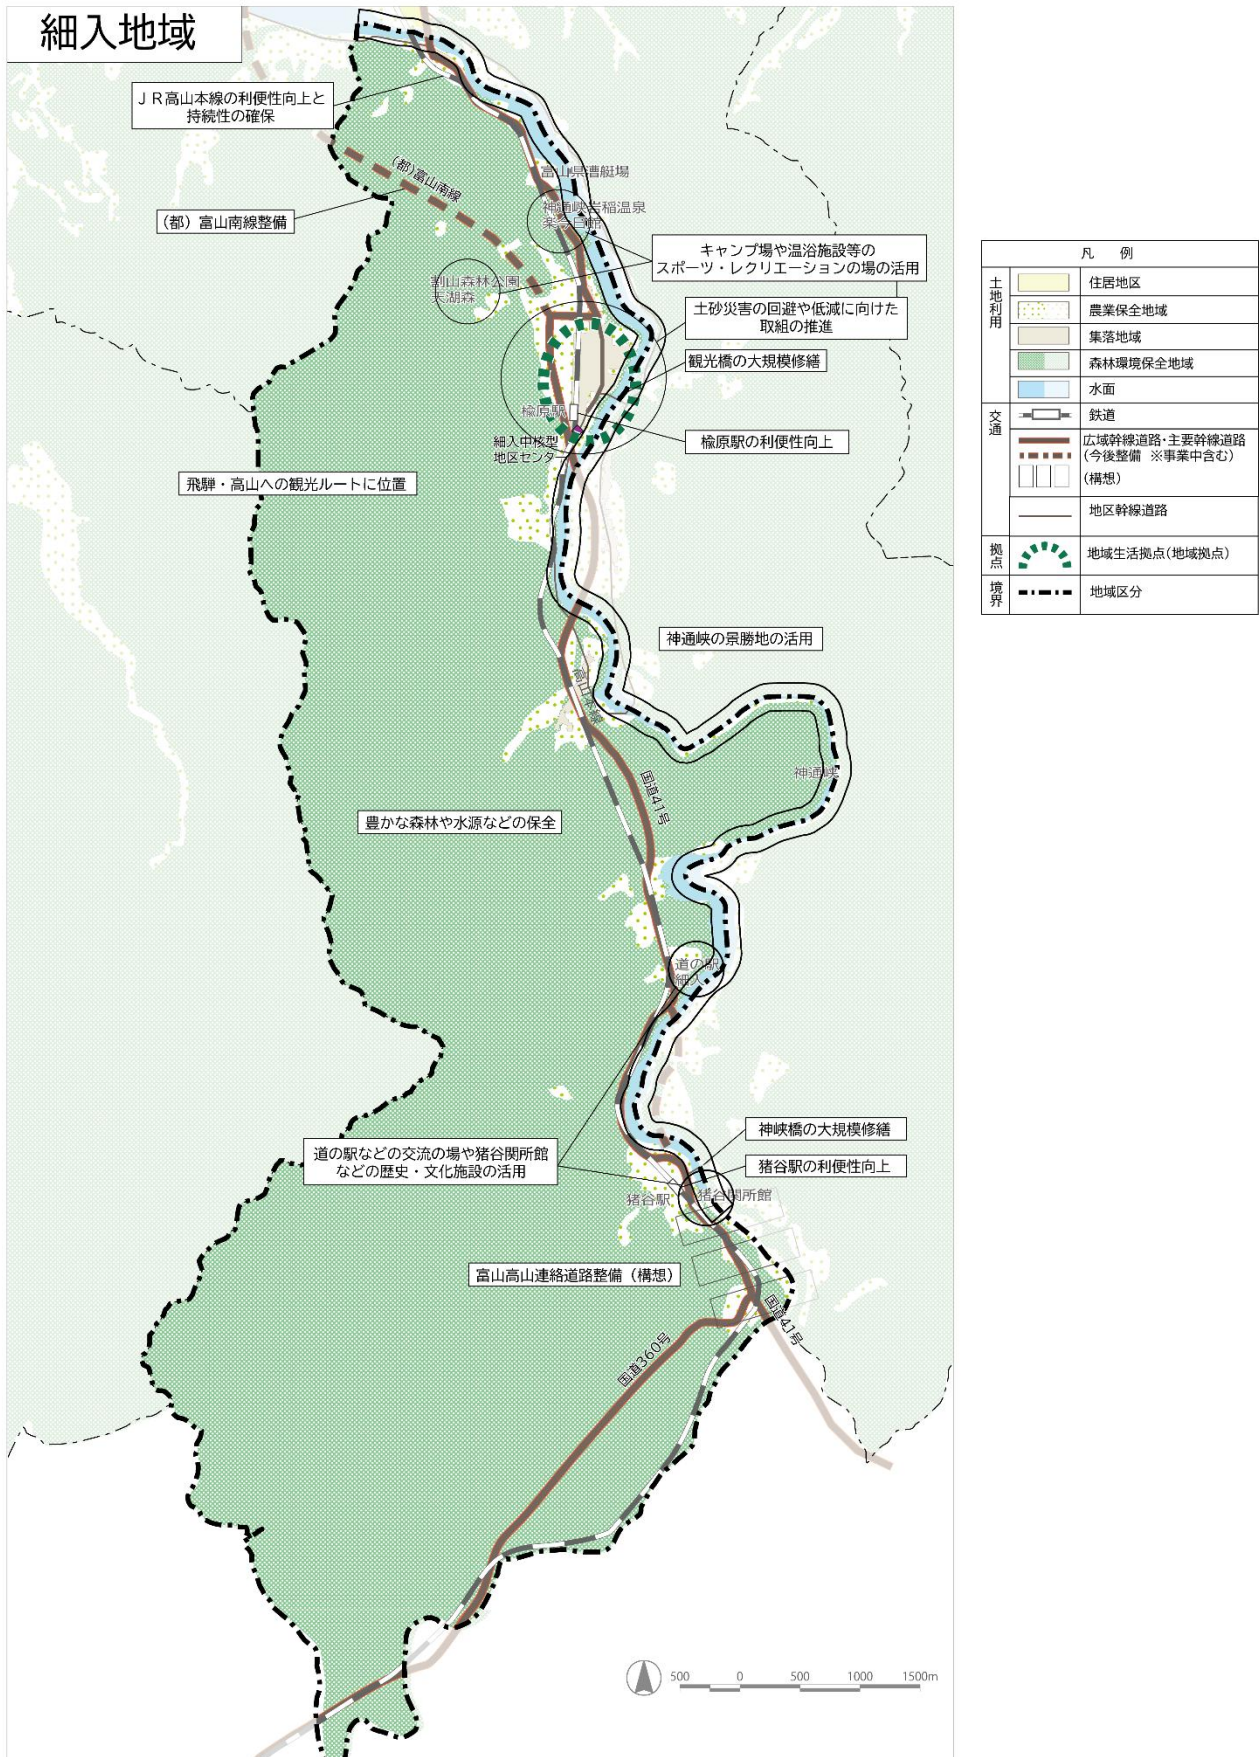 細入地域
ＪＲ高山本線の利便性向上と
持続性の確保
(都)富山南線
富山県漕艇場
神通峡岩稲温泉
楽今日館
（都）富山南線整備
キャンプ場や温浴施設等の
スポーツ・レクリエーションの場の活用
割山森林公園
天湖森
土砂災害の回避や低減に向けた
取組の推進
観光橋の大規模修繕
楡原駅
楡原駅の利便性向上
細入中核型
地区センター
飛騨・高山への観光ルートに位置
神通峡の景勝地の活用
高山本線
国道41号
神通峡
豊かな森林や水源などの保全
道の駅
細入
神峡橋の大規模修繕
道の駅などの交流の場や猪谷関所館
などの歴史・文化施設の活用
猪谷駅の利便性向上
猪谷駅
猪谷関所館
富山高山連絡道路整備（構想）
国道41号
国道360号
500 0 500 1000 1500m
凡　例
土地利用
住居地区
農業保全地域
集落地域
森林環境保全地域
水面
交通
鉄道
広域幹線道路・主要幹線道路
(今後整備 ※事業中含む)
(構想)
地区幹線道路
拠点
地域生活拠点(地域拠点)
境界
地域区分